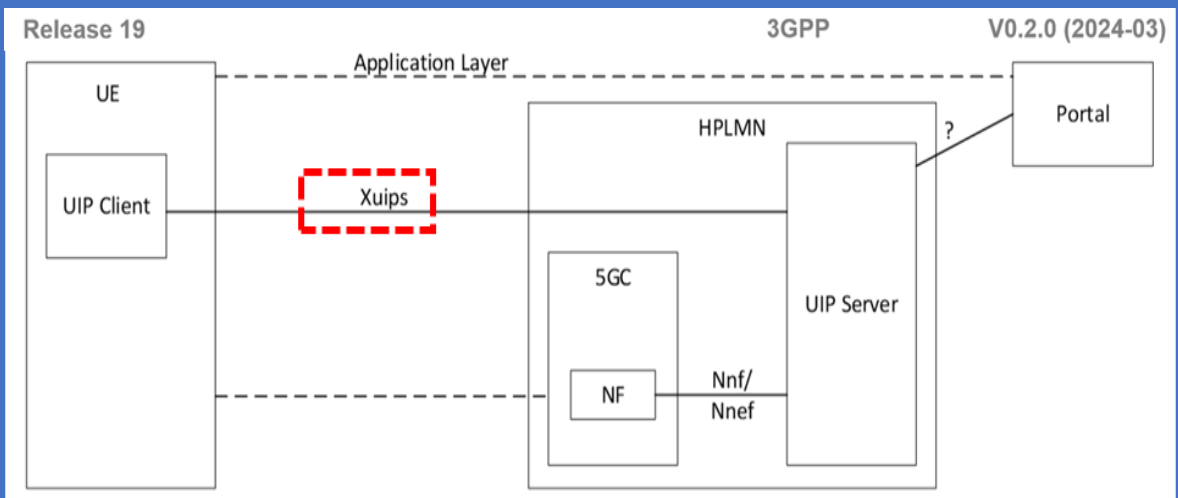 Release 19 3GPP V0.2.0 (2024-03)
Application Layer
UE
Portal
HPLMN
?
UIP Client
Xuips
5GC
UIP Server
NF
Nnf/
Nnef